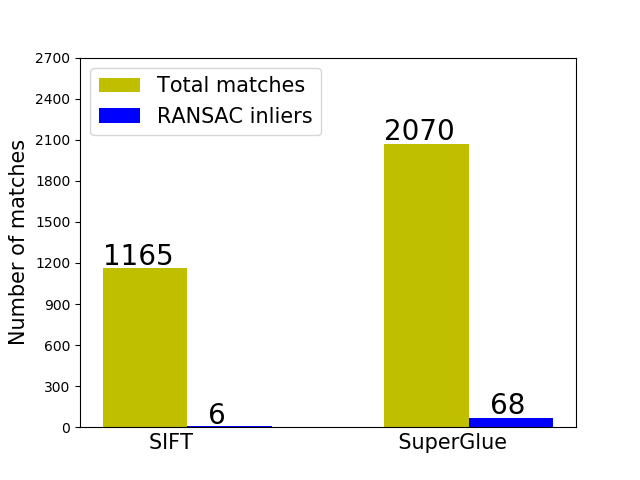 2700
2400
2100
1800
1500
1200
900
600
300
0
Number of matches
Total matches
RANSAC inliers
1165
6
2070
68
SIFT
SuperGlue